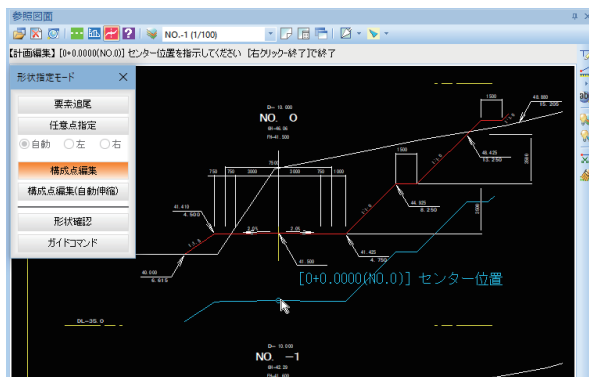 参照図面
NO.-1 (1/100)
【計画編集】[0+0.0000(NO.0)] センター位置を指示してください [右クリック-終了]で終了
形状指定モード
要素追尾
任意点指定
自動 左 右
構成点編集
構成点編集(自動伸縮)
形状確認
ガイドコマンド
NO. 0
1500
15.205
1500
7500
750 750 3000 3000 750 1000
41.410
4.500
2.0%
2.0%
13.250
8.250
41.425
4.750
41.500
40.000
6.615
[0+0.0000(NO.0)] センター位置
DL=35.0
NO. -1